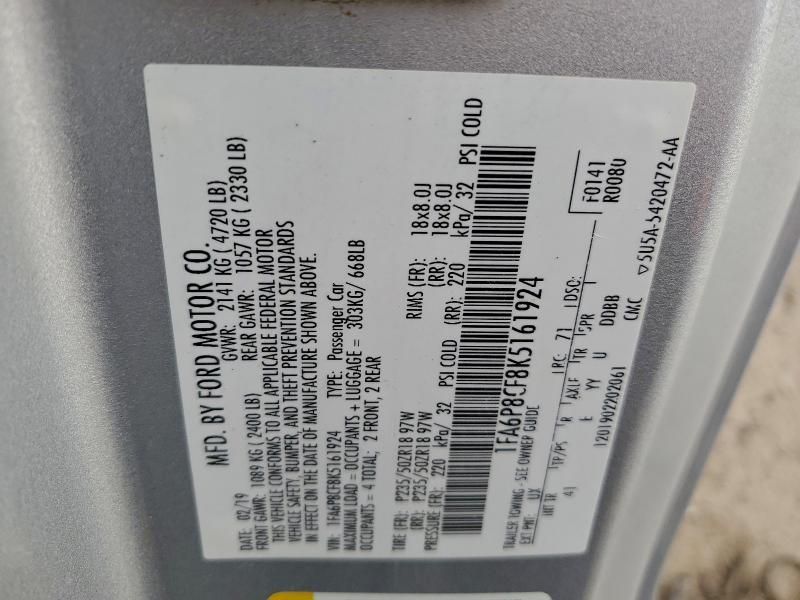 MFD. BY FORD MOTOR CO.
DATE: 02/19 GVWR: 2141 KG ( 4720 LB)
FRONT GAWR: 1089 KG (2400 LB) REAR GAWR: 1057 KG ( 2330 LB)
THIS VEHICLE CONFORMS TO ALL APPLICABLE FEDERAL MOTOR
VEHICLE SAFETY, BUMPER, AND THEFT PREVENTION STANDARDS
IN EFFECT ON THE DATE OF MANUFACTURE SHOWN ABOVE.
VIN: 1FA6P8CF8K5161924 TYPE: Passenger Car
MAXIMUM LOAD = OCCUPANTS + LUGGAGE = 303KG/ 668LB
OCCUPANTS = 4 TOTAL; 2 FRONT, 2 REAR
TIRE (FR): P235/50ZR18 97W RIMS (FR): 18x8.0J
(RR): P235/50ZR18 97W (RR): 18x8.0J
PRESSURE (FR): 220 kPa/ 32 PSI COLD (RR): 220 kPa/ 32 PSI COLD
1FA6P8CF8K5161924
TRAILER TOWING - SEE OWNER GUIDE
EXT PNT: UX RC: 71 DSO: F0141
INT TR TP/PS R AXLE TR SPR R0080
41 E YY U DDBB
1201902202061 CMC
▽5U5A-5420472-AA